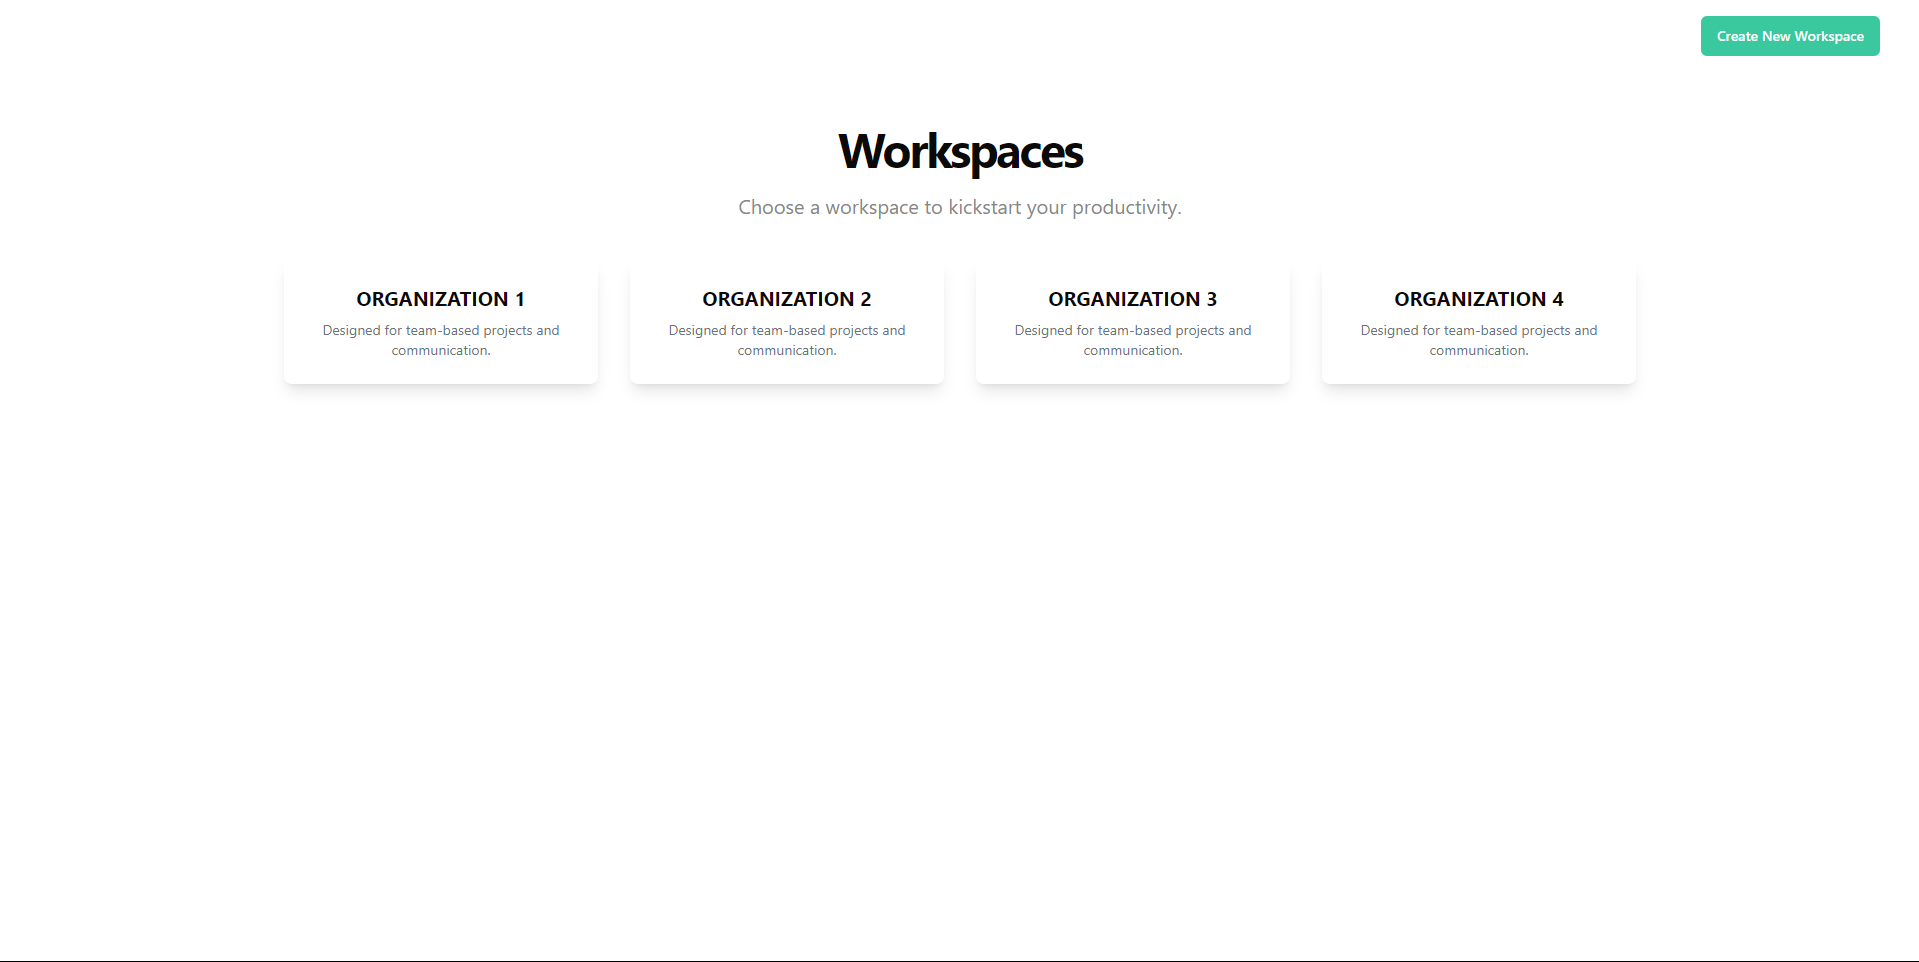 Create New Workspace
Workspaces
Choose a workspace to kickstart your productivity.
ORGANIZATION 1
Designed for team-based projects and
communication.
ORGANIZATION 2
Designed for team-based projects and
communication.
ORGANIZATION 3
Designed for team-based projects and
communication.
ORGANIZATION 4
Designed for team-based projects and
communication.